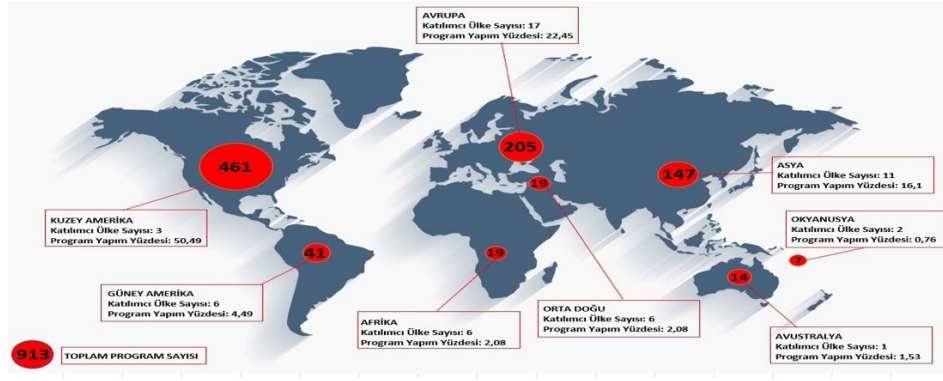 AVRUPA
Katılımcı Ülke Sayısı: 17
Program Yapım Yüzdesi: 22,45
461
205
19
147
ASYA
Katılımcı Ülke Sayısı: 11
Program Yapım Yüzdesi: 16,1
KUZEY AMERİKA
Katılımcı Ülke Sayısı: 3
Program Yapım Yüzdesi: 50,49
OKYANUSYA
Katılımcı Ülke Sayısı: 2
Program Yapım Yüzdesi: 0,76
41
19
7
14
GÜNEY AMERİKA
Katılımcı Ülke Sayısı: 6
Program Yapım Yüzdesi: 4,49
AFRİKA
Katılımcı Ülke Sayısı: 6
Program Yapım Yüzdesi: 2,08
ORTA DOĞU
Katılımcı Ülke Sayısı: 6
Program Yapım Yüzdesi: 2,08
AVUSTRALYA
Katılımcı Ülke Sayısı: 1
Program Yapım Yüzdesi: 1,53
913 TOPLAM PROGRAM SAYISI